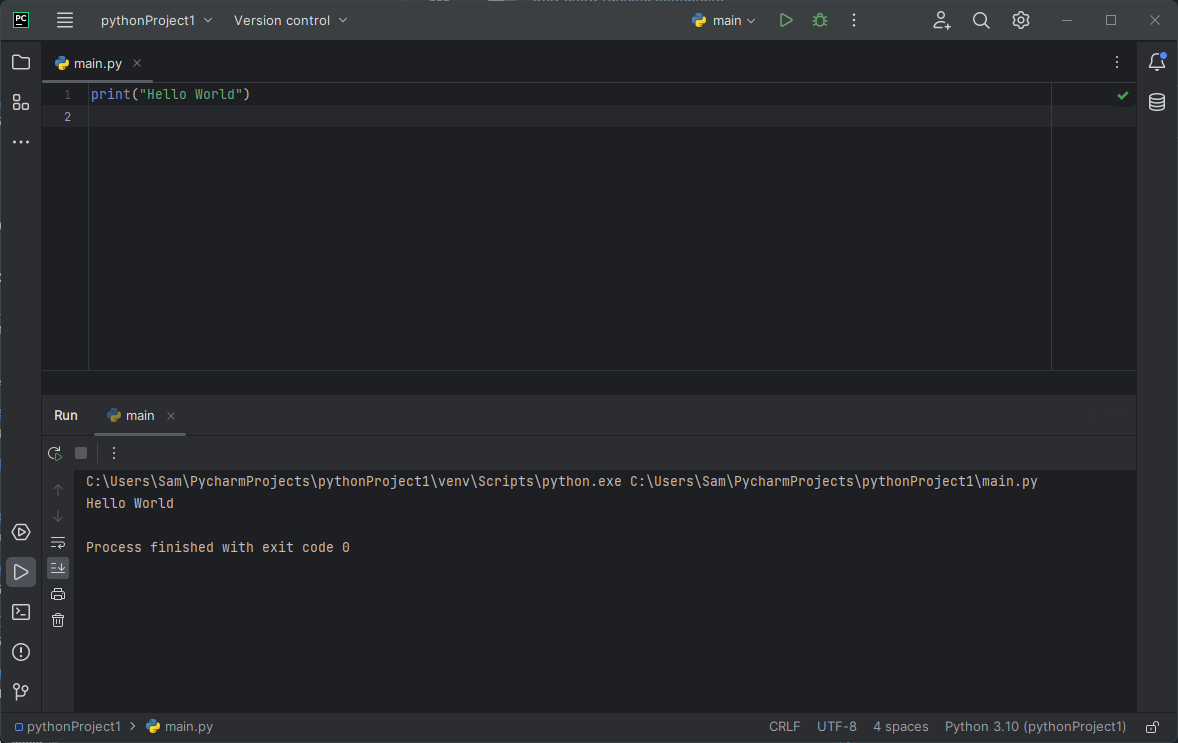 PC pythonProject1 Version control main
main.py
1 print("Hello World")
2
Run main
C:\Users\Sam\PycharmProjects\pythonProject1\venv\Scripts\python.exe C:\Users\Sam\PycharmProjects\pythonProject1\main.py
Hello World
Process finished with exit code 0
pythonProject1 main.py CRLF UTF-8 4 spaces Python 3.10 (pythonProject1)